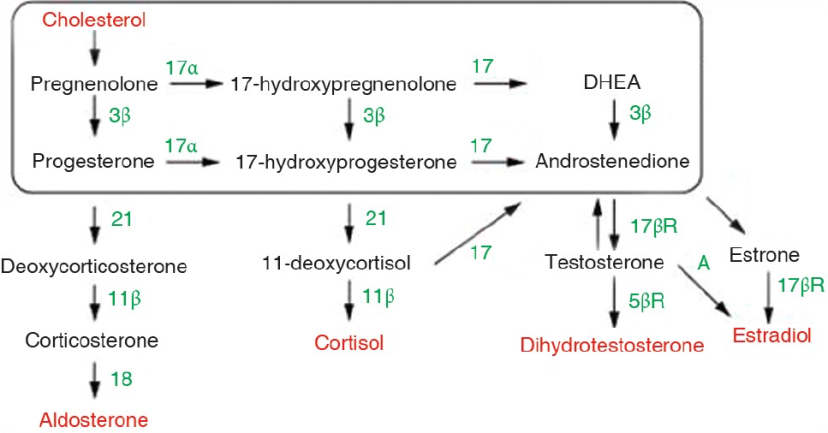 Cholesterol
17α 17
Pregnenolone 17-hydroxypregnenolone DHEA
3β 3β 3β
17α 17
Progesterone 17-hydroxyprogesterone Androstenedione
21 21 17βR
17
Deoxycorticosterone 11-deoxycortisol Testosterone A Estrone
11β 11β 5βR 17βR
Corticosterone Cortisol Dihydrotestosterone Estradiol
18
Aldosterone